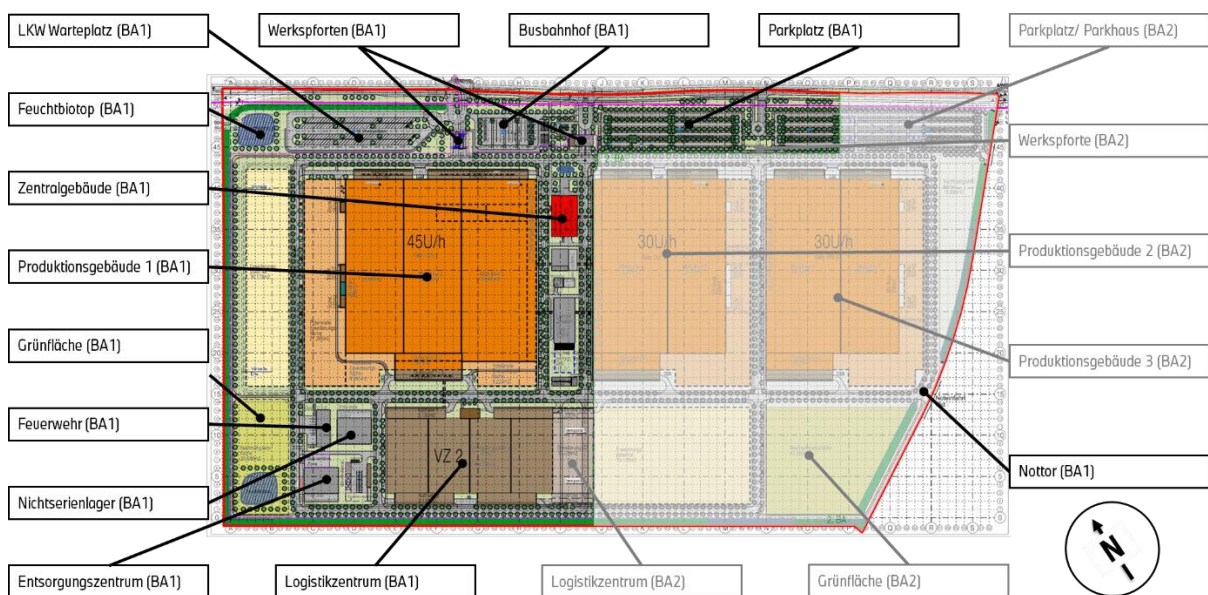 LKW Warteplatz (BA1)
Werkspforten (BA1)
Busbahnhof (BA1)
Parkplatz (BA1)
Parkplatz/ Parkhaus (BA2)
Feuchtbiotop (BA1)
Werkspforte (BA2)
Zentralgebäude (BA1)
45U/h
30U/h
30U/h
Produktionsgebäude 1 (BA1)
Produktionsgebäude 2 (BA2)
Grünfläche (BA1)
Produktionsgebäude 3 (BA2)
Feuerwehr (BA1)
VZ 2
Nottor (BA1)
Nichtserienlager (BA1)
2. BA
N
Entsorgungszentrum (BA1)
Logistikzentrum (BA1)
Logistikzentrum (BA2)
Grünfläche (BA2)